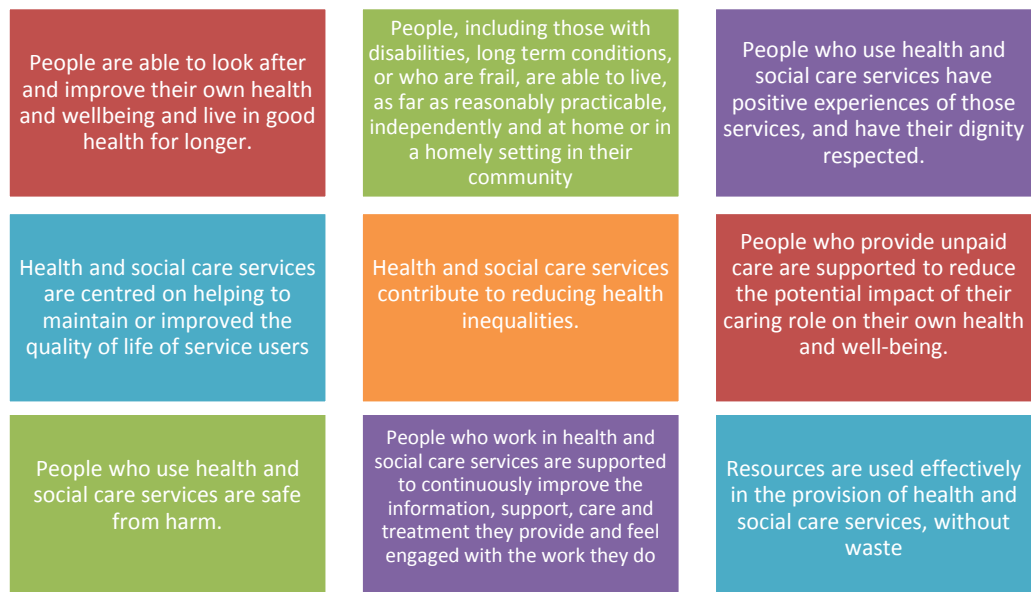 People are able to look after
and improve their own health
and wellbeing and live in good
health for longer.
People, including those with
disabilities, long term conditions,
or who are frail, are able to live,
as far as reasonably practicable,
independently and at home or in
a homely setting in their
community
People who use health and
social care services have
positive experiences of those
services, and have their dignity
respected.
Health and social care services
are centred on helping to
maintain or improved the
quality of life of service users
Health and social care services
contribute to reducing health
inequalities.
People who provide unpaid
care are supported to reduce
the potential impact of their
caring role on their own health
and well-being.
People who use health and
social care services are safe
from harm.
People who work in health and
social care services are supported
to continuously improve the
information, support, care and
treatment they provide and feel
engaged with the work they do
Resources are used effectively
in the provision of health and
social care services, without
waste